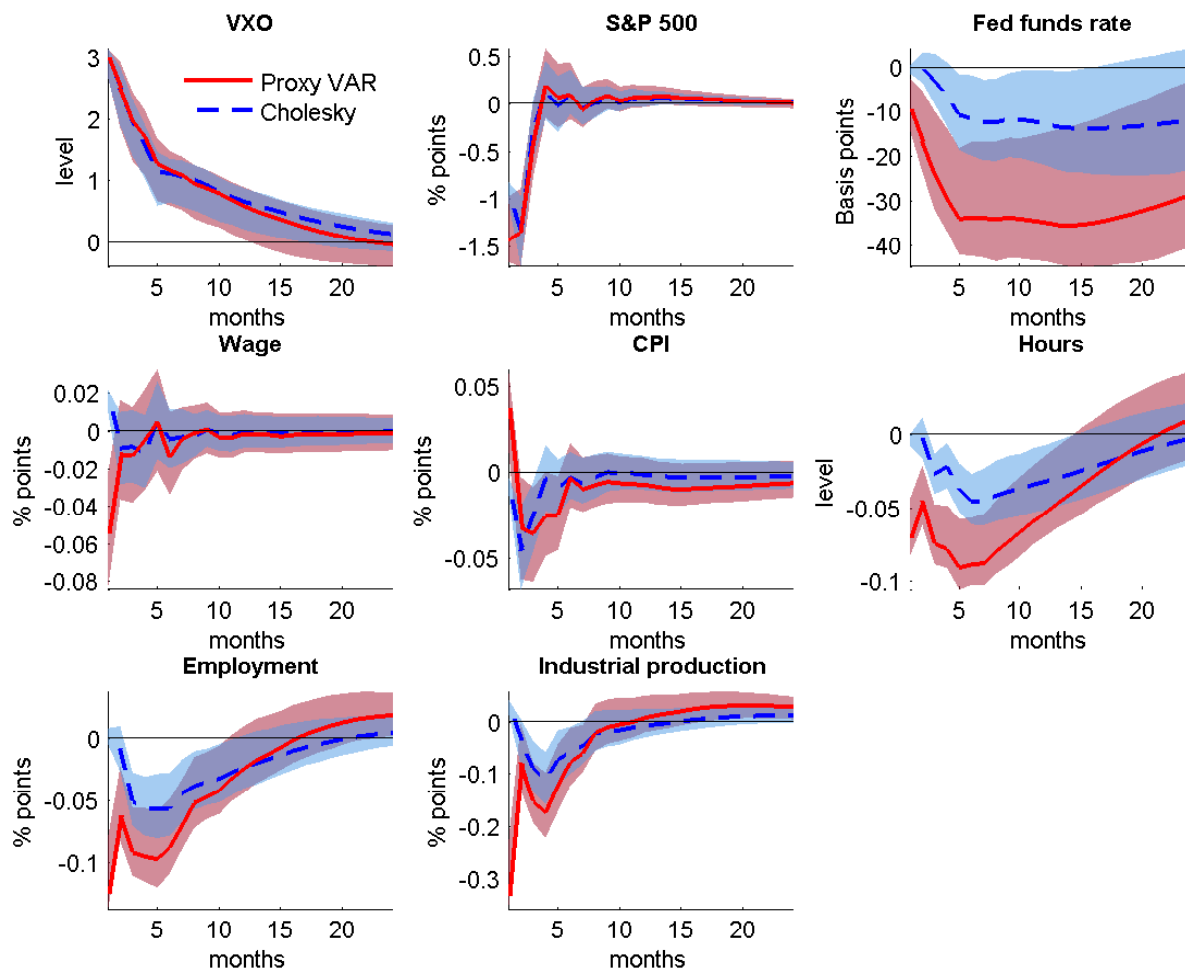 VXO
S&P 500
Fed funds rate
3
2
1
0
level
Proxy VAR
Cholesky
5
10
15
20
months
0.5
0
-0.5
-1
-1.5
% points
5
10
15
20
months
0
-10
-20
-30
-40
Basis points
5
10
15
20
months
Wage
CPI
Hours
0.02
0
-0.02
-0.04
-0.06
-0.08
% points
5
10
15
20
months
0.05
0
-0.05
% points
5
10
15
20
months
0
-0.05
-0.1
level
5
10
15
20
months
Employment
Industrial production
0
-0.05
-0.1
% points
5
10
15
20
months
0
-0.1
-0.2
-0.3
% points
5
10
15
20
months